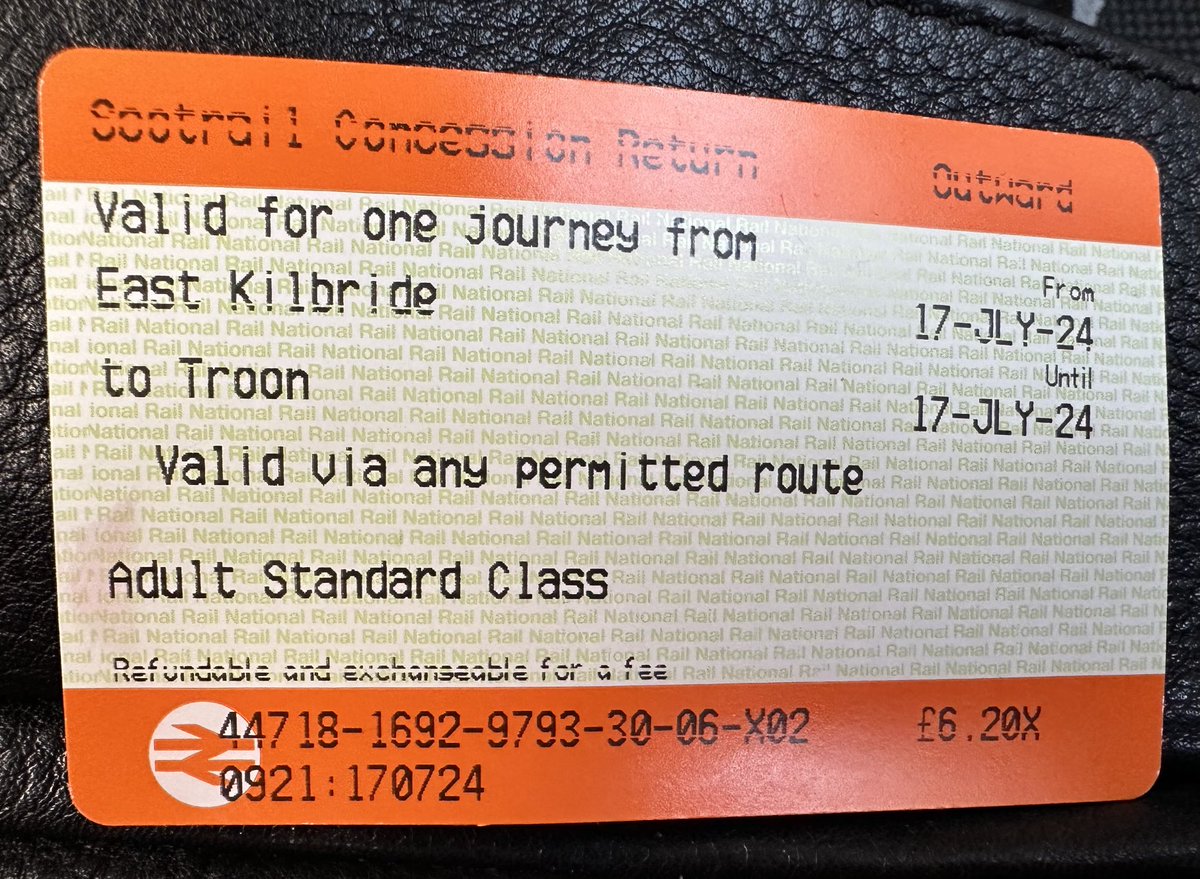 Scotrail Concession Return Outward
Valid for one journey from
East Kilbride
From
17-JLY-24
to Troon
Until
17-JLY-24
Valid via any permitted route
Adult Standard Class
Refundable and exchangeable for a fee
44718-1692-9793-30-06-X02 £6.20X
0921:170724